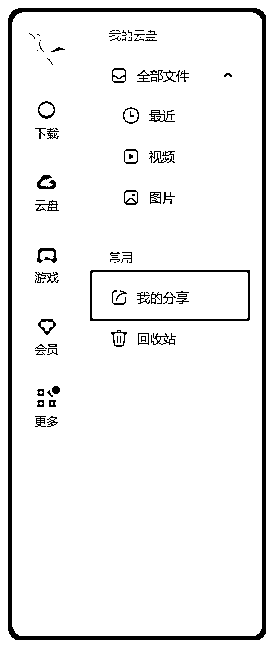 我的云盘
全部文件
最近
视频
图片
常用
我的分享
回收站
下载
云盘
游戏
会员
更多